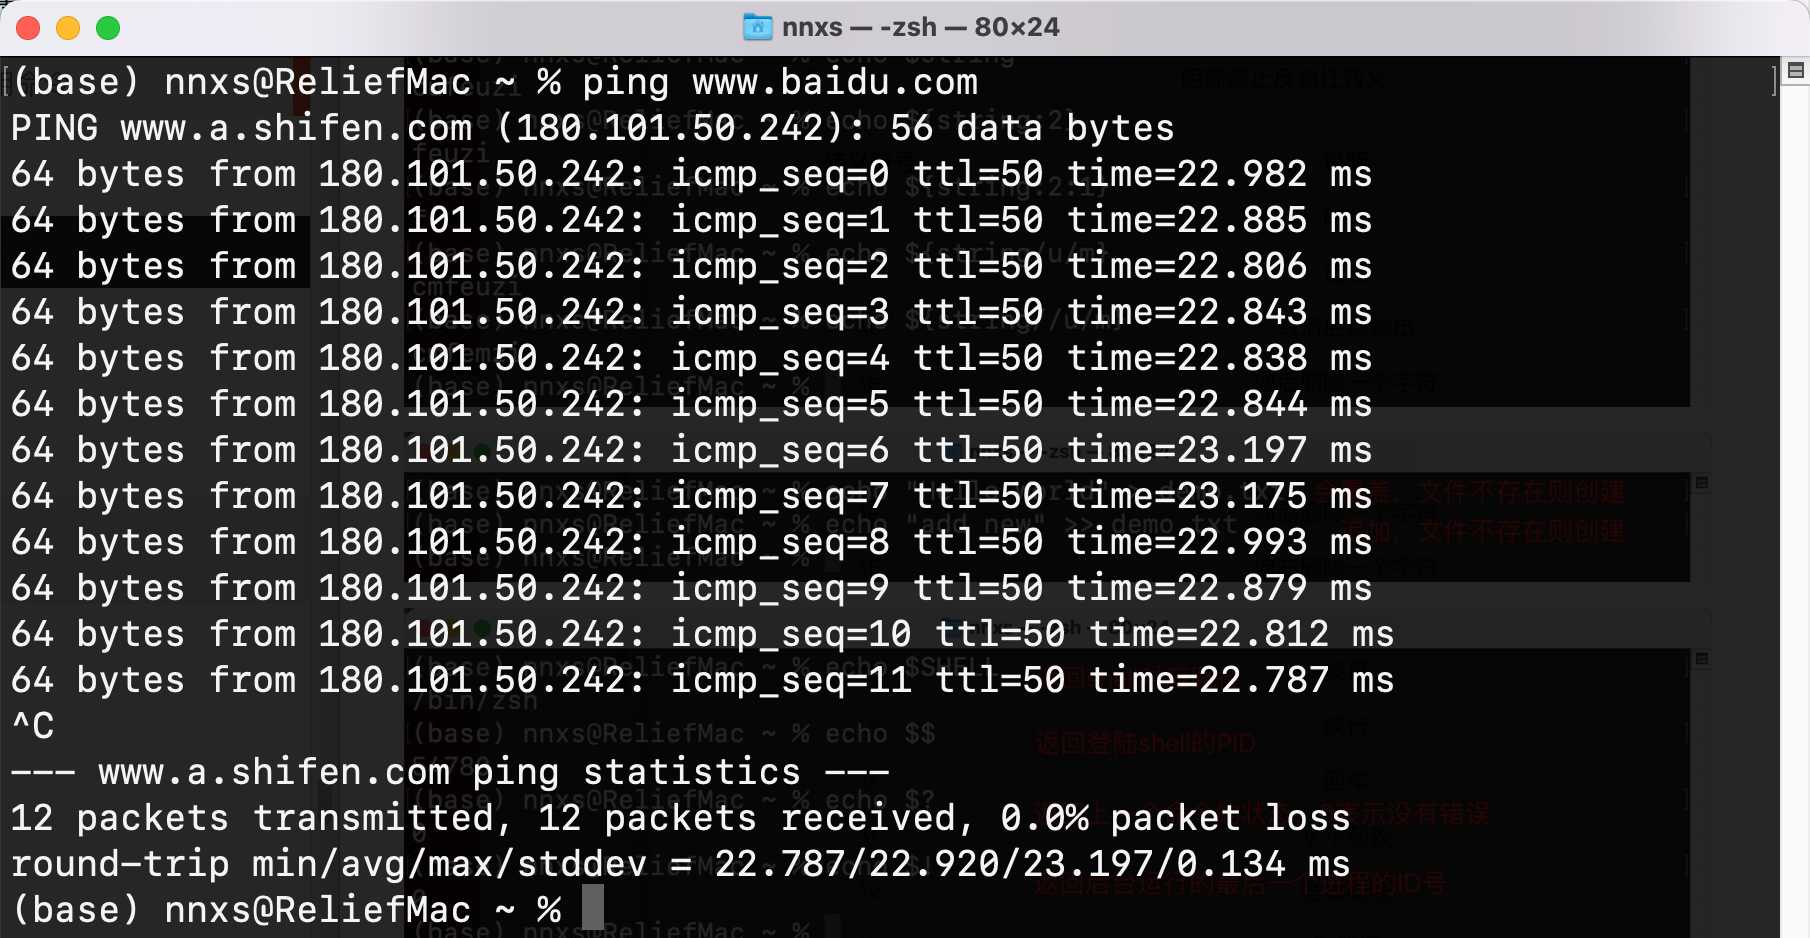 nnxs — -zsh — 80×24
(base) nnxs@ReliefMac ~ % ping www.baidu.com
PING www.a.shifen.com (180.101.50.242): 56 data bytes
64 bytes from 180.101.50.242: icmp_seq=0 ttl=50 time=22.982 ms
64 bytes from 180.101.50.242: icmp_seq=1 ttl=50 time=22.885 ms
64 bytes from 180.101.50.242: icmp_seq=2 ttl=50 time=22.806 ms
64 bytes from 180.101.50.242: icmp_seq=3 ttl=50 time=22.843 ms
64 bytes from 180.101.50.242: icmp_seq=4 ttl=50 time=22.838 ms
64 bytes from 180.101.50.242: icmp_seq=5 ttl=50 time=22.844 ms
64 bytes from 180.101.50.242: icmp_seq=6 ttl=50 time=23.197 ms
64 bytes from 180.101.50.242: icmp_seq=7 ttl=50 time=23.175 ms
64 bytes from 180.101.50.242: icmp_seq=8 ttl=50 time=22.993 ms
64 bytes from 180.101.50.242: icmp_seq=9 ttl=50 time=22.879 ms
64 bytes from 180.101.50.242: icmp_seq=10 ttl=50 time=22.812 ms
64 bytes from 180.101.50.242: icmp_seq=11 ttl=50 time=22.787 ms
^C
--- www.a.shifen.com ping statistics ---
12 packets transmitted, 12 packets received, 0.0% packet loss
round-trip min/avg/max/stddev = 22.787/22.920/23.197/0.134 ms
(base) nnxs@ReliefMac ~ %